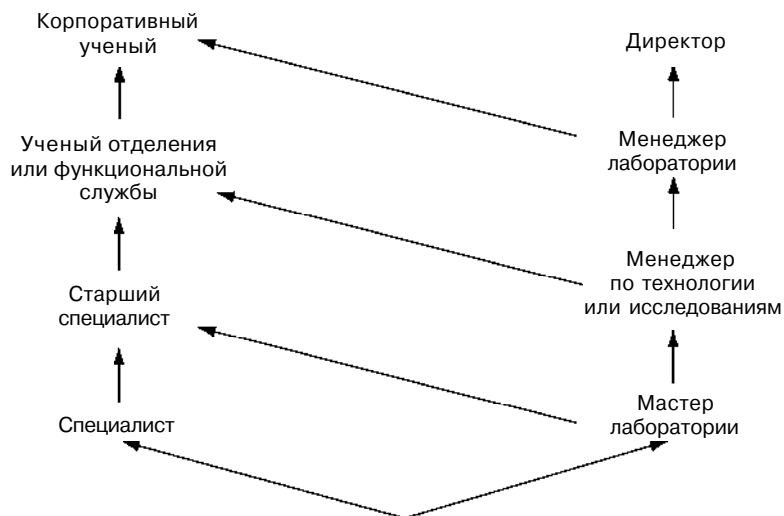 Корпоративный
ученый
Директор
Ученый отделения
или функциональной
службы
Менеджер
лаборатории
Старший
специалист
Менеджер
по технологии
или исследованиям
Специалист
Мастер
лаборатории